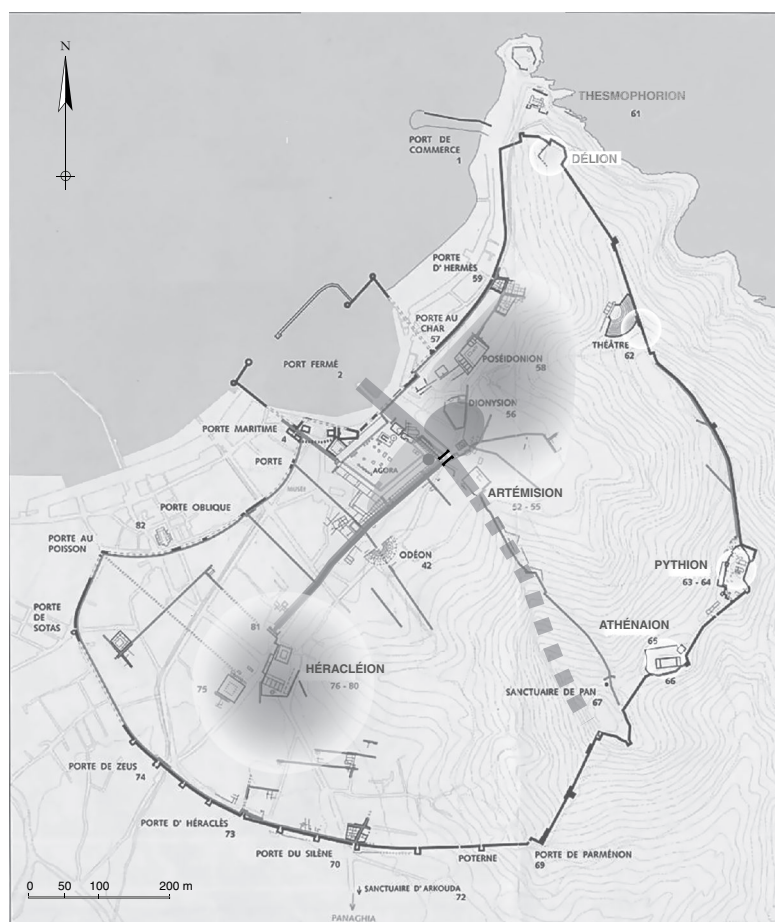 N
THESMOPHORION
61
PORT DE
COMMERCE
1
DÉLION
PORTE
D'HERMÈS
59
PORTE AU
CHAR
57
THÉÂTRE
62
POSÉIDONION
58
PORT FERMÉ
2
DIONYSION
56
PORTE MARITIME
4
PORTE
AGORA
MUSÉE
ARTÉMISION
52 - 55
PORTE OBLIQUE
82
PORTE AU
POISSON
ODÉON
42
PYTHION
63 - 64
PORTE
DE
SOTAS
81
ATHÉNAION
65
66
HÉRACLÉION
76 - 80
75
SANCTUAIRE DE PAN
67
PORTE DE ZEUS
74
PORTE D' HÉRACLÈS
73
PORTE DU SILÈNE
70
POTERNE
PORTE DE PARMÉNON
69
0 50 100 200 m
SANCTUAIRE D'ARKOUDA
72
PANAGHIA